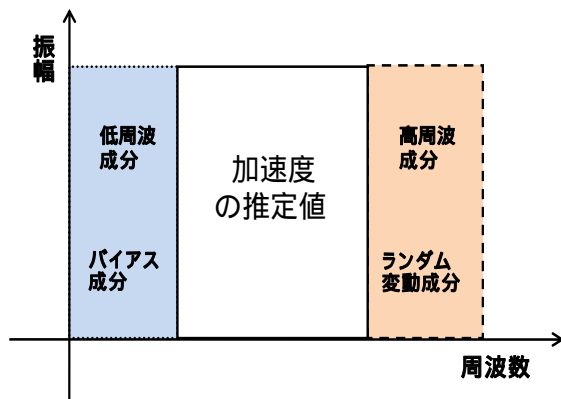 振幅
低周波
成分
バイアス
成分
加速度
の推定値
高周波
成分
ランダム
変動成分
周波数